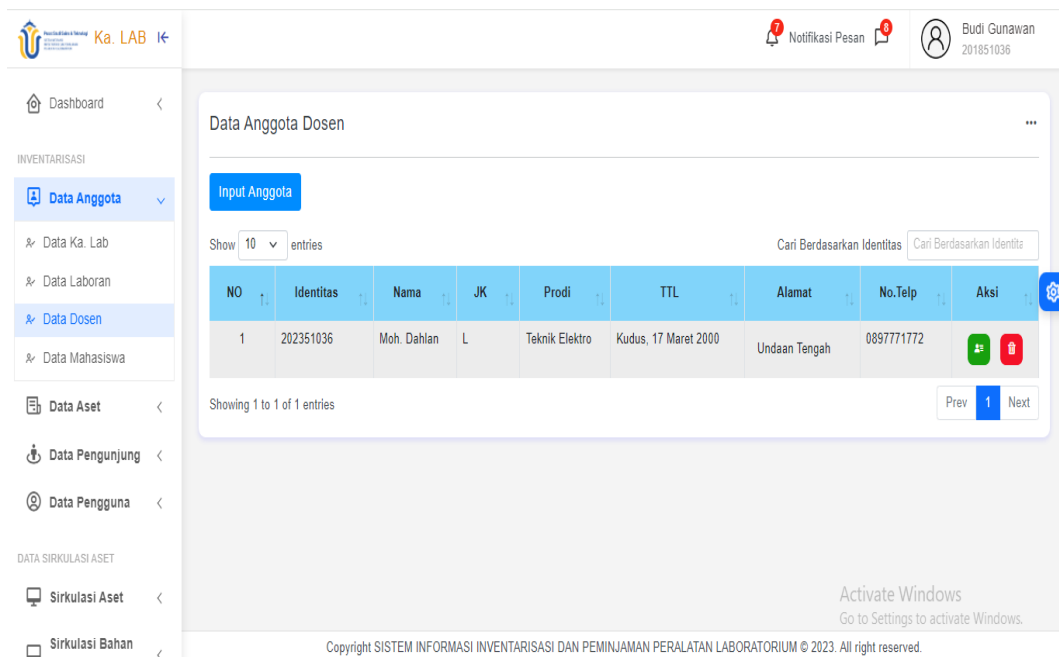 Ka. LAB
7
Notifikasi Pesan
8
Budi Gunawan
201851036
Dashboard
INVENTARISASI
Data Anggota
Data Ka. Lab
Data Laboran
Data Dosen
Data Mahasiswa
Data Aset
Data Pengunjung
Data Pengguna
DATA SIRKULASI ASET
Sirkulasi Aset
Sirkulasi Bahan
Data Anggota Dosen
Input Anggota
Show 10 entries
Cari Berdasarkan Identitas Cari Berdasarkan Identita
NO Identitas Nama JK Prodi TTL Alamat No.Telp Aksi
1 202351036 Moh. Dahlan L Teknik Elektro Kudus, 17 Maret 2000 Undaan Tengah 0897771772
Showing 1 to 1 of 1 entries
Prev 1 Next
Activate Windows
Go to Settings to activate Windows.
Copyright SISTEM INFORMASI INVENTARISASI DAN PEMINJAMAN PERALATAN LABORATORIUM © 2023. All right reserved.